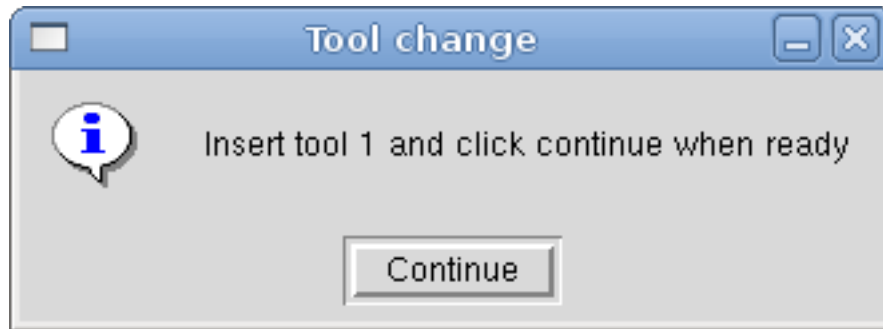 Tool change
Insert tool 1 and click continue when ready
Continue